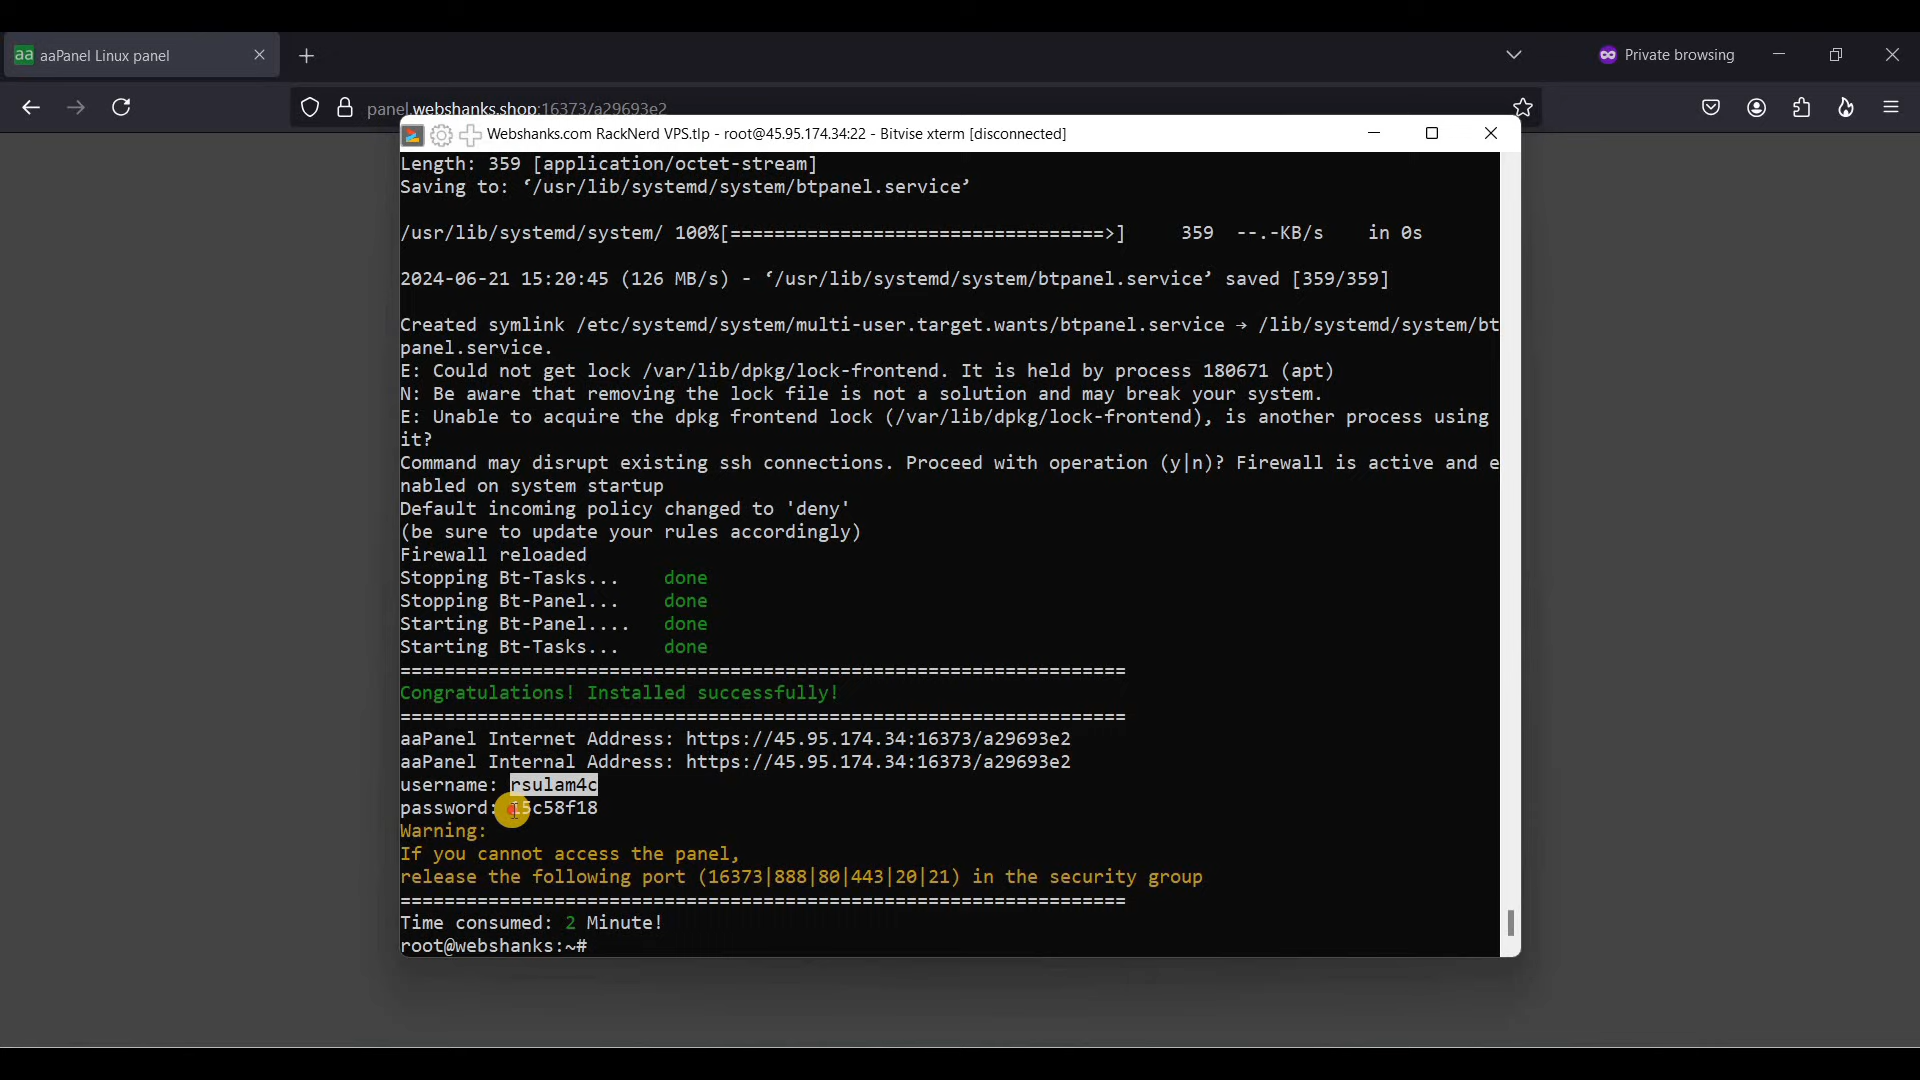 aa aaPanel Linux panel
Private browsing
panel.webshanks.shop:16373/a29693e2
Webshanks.com RackNerd VPS.tlp - root@45.95.174.34:22 - Bitvise xterm [disconnected]
Length: 359 [application/octet-stream]
Saving to: ‘/usr/lib/systemd/system/btpanel.service’
/usr/lib/systemd/system/ 100%[==================================>]     359  --.-KB/s    in 0s
2024-06-21 15:20:45 (126 MB/s) - ‘/usr/lib/systemd/system/btpanel.service’ saved [359/359]
Created symlink /etc/systemd/system/multi-user.target.wants/btpanel.service → /lib/systemd/system/bt
panel.service.
E: Could not get lock /var/lib/dpkg/lock-frontend. It is held by process 180671 (apt)
N: Be aware that removing the lock file is not a solution and may break your system.
E: Unable to acquire the dpkg frontend lock (/var/lib/dpkg/lock-frontend), is another process using
it?
Command may disrupt existing ssh connections. Proceed with operation (y|n)? Firewall is active and e
nabled on system startup
Default incoming policy changed to 'deny'
(be sure to update your rules accordingly)
Firewall reloaded
Stopping Bt-Tasks...    done
Stopping Bt-Panel...    done
Starting Bt-Panel....   done
Starting Bt-Tasks...    done
==================================================================
Congratulations! Installed successfully!
==================================================================
aaPanel Internet Address: https://45.95.174.34:16373/a29693e2
aaPanel Internal Address: https://45.95.174.34:16373/a29693e2
username: rsulam4c
password: 15c58f18
Warning:
If you cannot access the panel,
release the following port (16373|888|80|443|20|21) in the security group
==================================================================
Time consumed: 2 Minute!
root@webshanks:~#